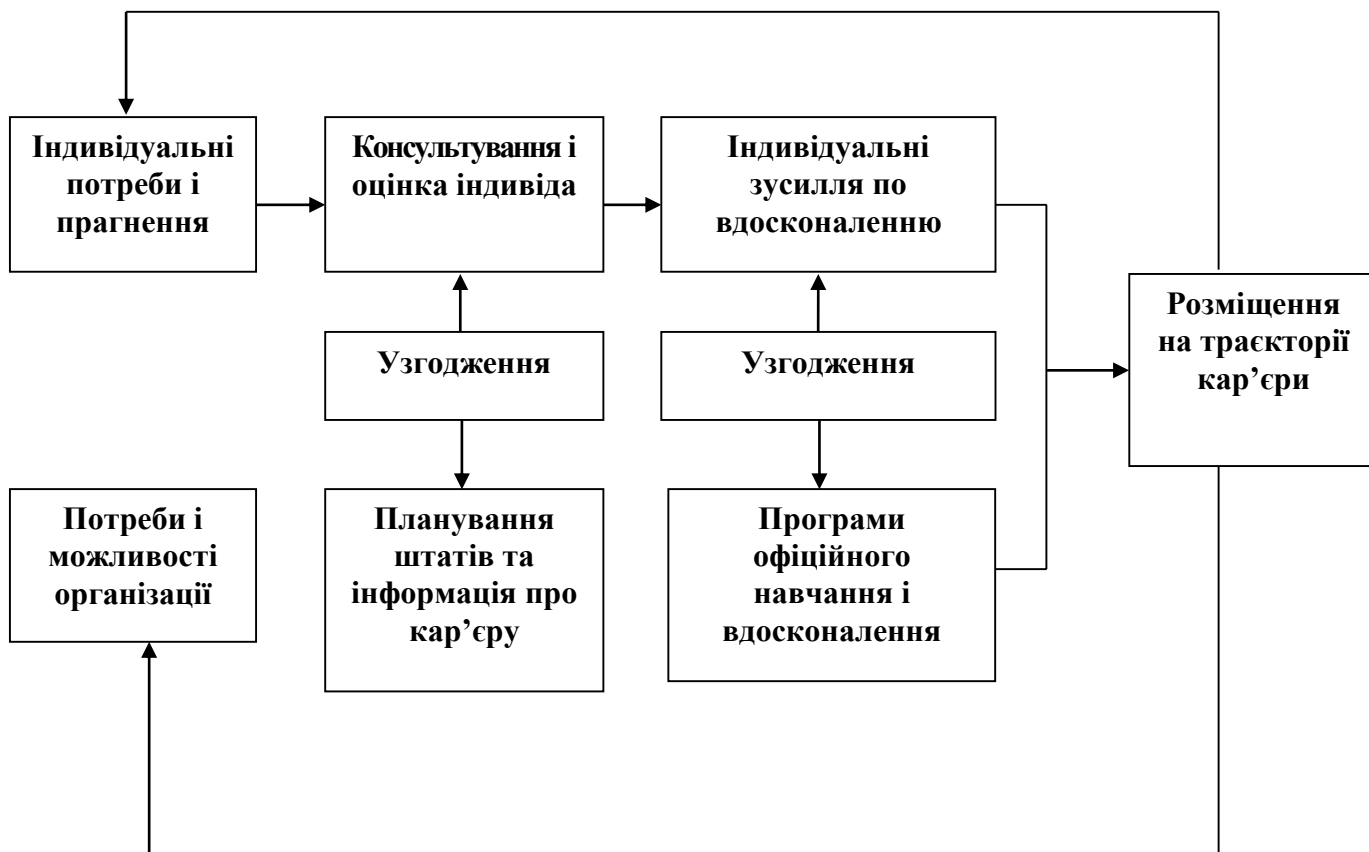 Індивідуальні
потреби і
прагнення
Консультування і
оцінка індивіда
Індивідуальні
зусилля по
вдосконаленню
Розміщення
на траєкторії
кар’єри
Узгодження
Узгодження
Потреби і
можливості
організації
Планування
штатів та
інформація про
кар’єру
Програми
офіційного
навчання і
вдосконалення